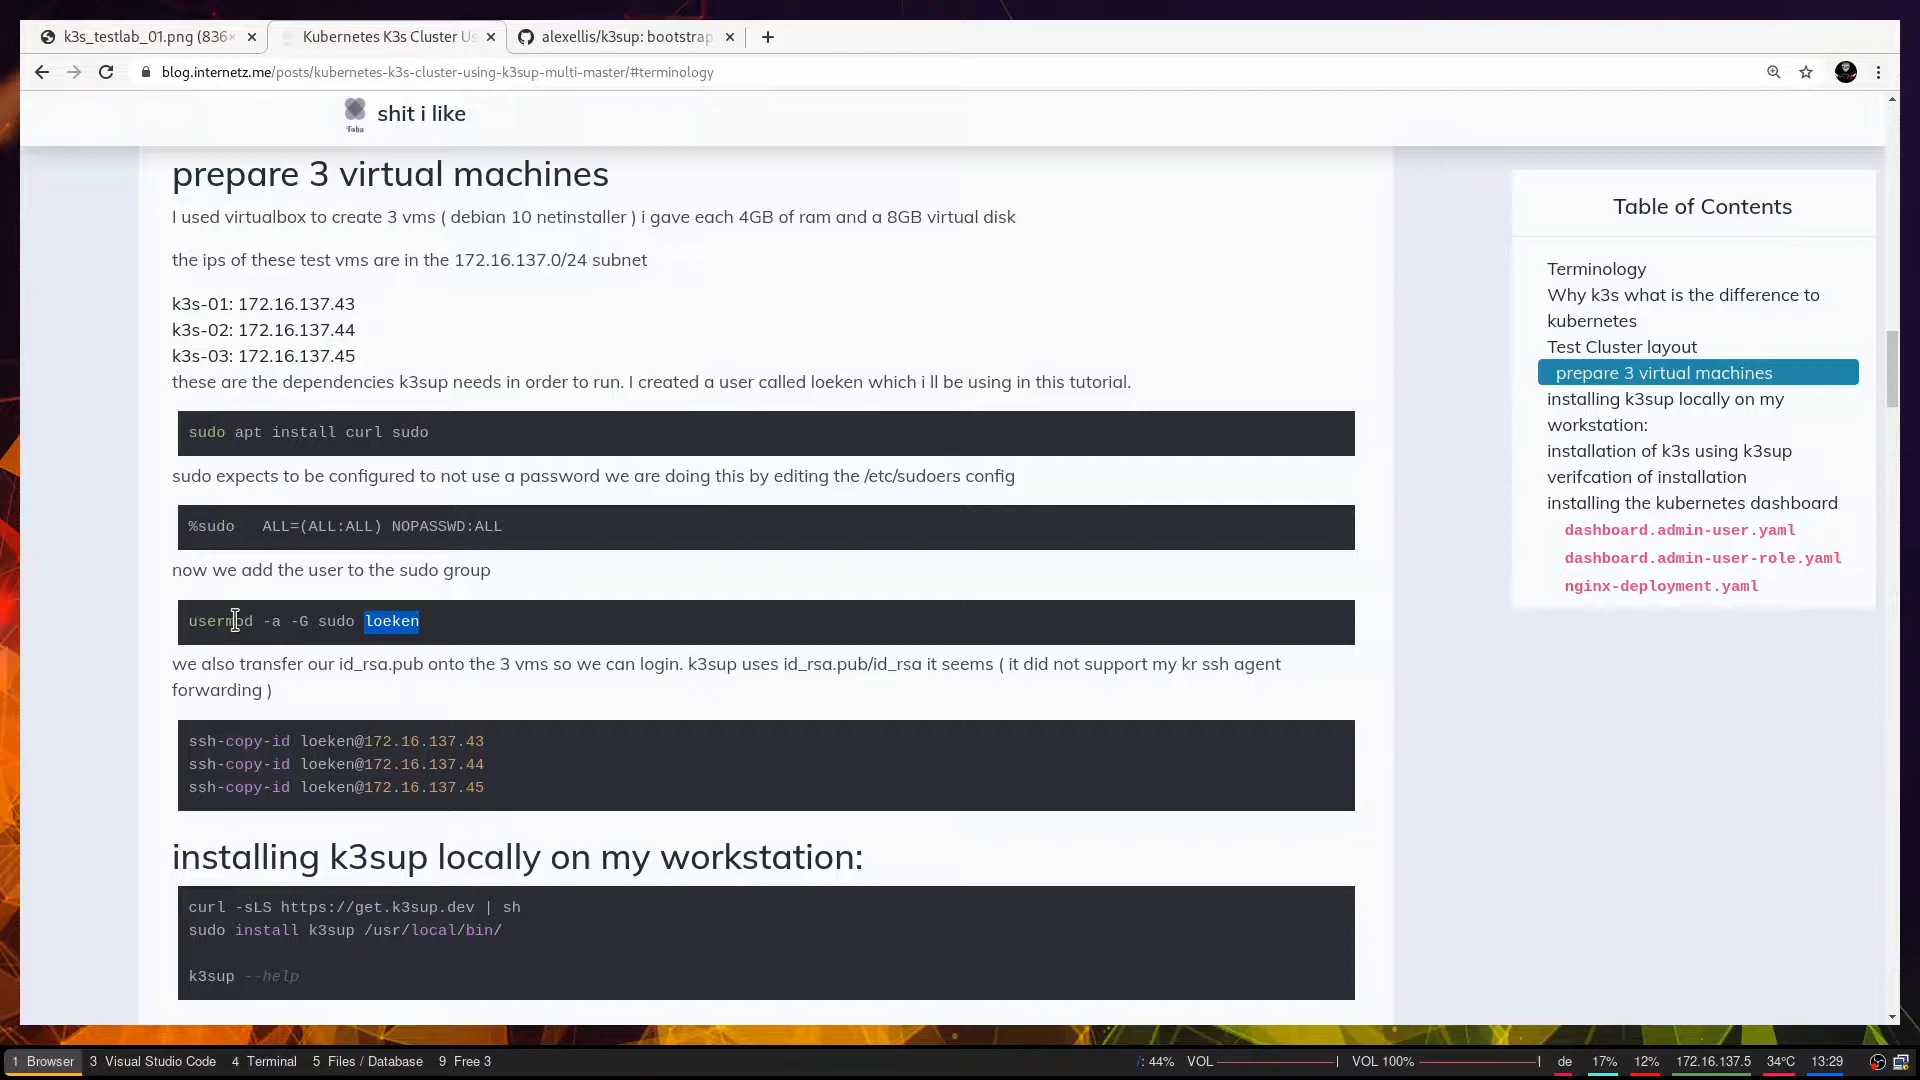 k3s_testlab_01.png (836×
Kubernetes K3s Cluster Us
alexellis/k3sup: bootstrap
blog.internetz.me/posts/kubernetes-k3s-cluster-using-k3sup-multi-master/#terminology
Toha
shit i like
prepare 3 virtual machines
I used virtualbox to create 3 vms ( debian 10 netinstaller ) i gave each 4GB of ram and a 8GB virtual disk
the ips of these test vms are in the 172.16.137.0/24 subnet
k3s-01: 172.16.137.43
k3s-02: 172.16.137.44
k3s-03: 172.16.137.45
these are the dependencies k3sup needs in order to run. I created a user called loeken which i ll be using in this tutorial.
sudo apt install curl sudo
sudo expects to be configured to not use a password we are doing this by editing the /etc/sudoers config
%sudo   ALL=(ALL:ALL) NOPASSWD:ALL
now we add the user to the sudo group
usermod -a -G sudo loeken
we also transfer our id_rsa.pub onto the 3 vms so we can login. k3sup uses id_rsa.pub/id_rsa it seems ( it did not support my kr ssh agent
forwarding )
ssh-copy-id loeken@172.16.137.43
ssh-copy-id loeken@172.16.137.44
ssh-copy-id loeken@172.16.137.45
installing k3sup locally on my workstation:
curl -sLS https://get.k3sup.dev | sh
sudo install k3sup /usr/local/bin/
k3sup --help
Table of Contents
Terminology
Why k3s what is the difference to
kubernetes
Test Cluster layout
prepare 3 virtual machines
installing k3sup locally on my
workstation:
installation of k3s using k3sup
verifcation of installation
installing the kubernetes dashboard
dashboard.admin-user.yaml
dashboard.admin-user-role.yaml
nginx-deployment.yaml
1 Browser 3 Visual Studio Code 4 Terminal 5 Files / Database 9 Free 3 /: 44% VOL VOL 100% de 17% 12% 172.16.137.5 34°C 13:29